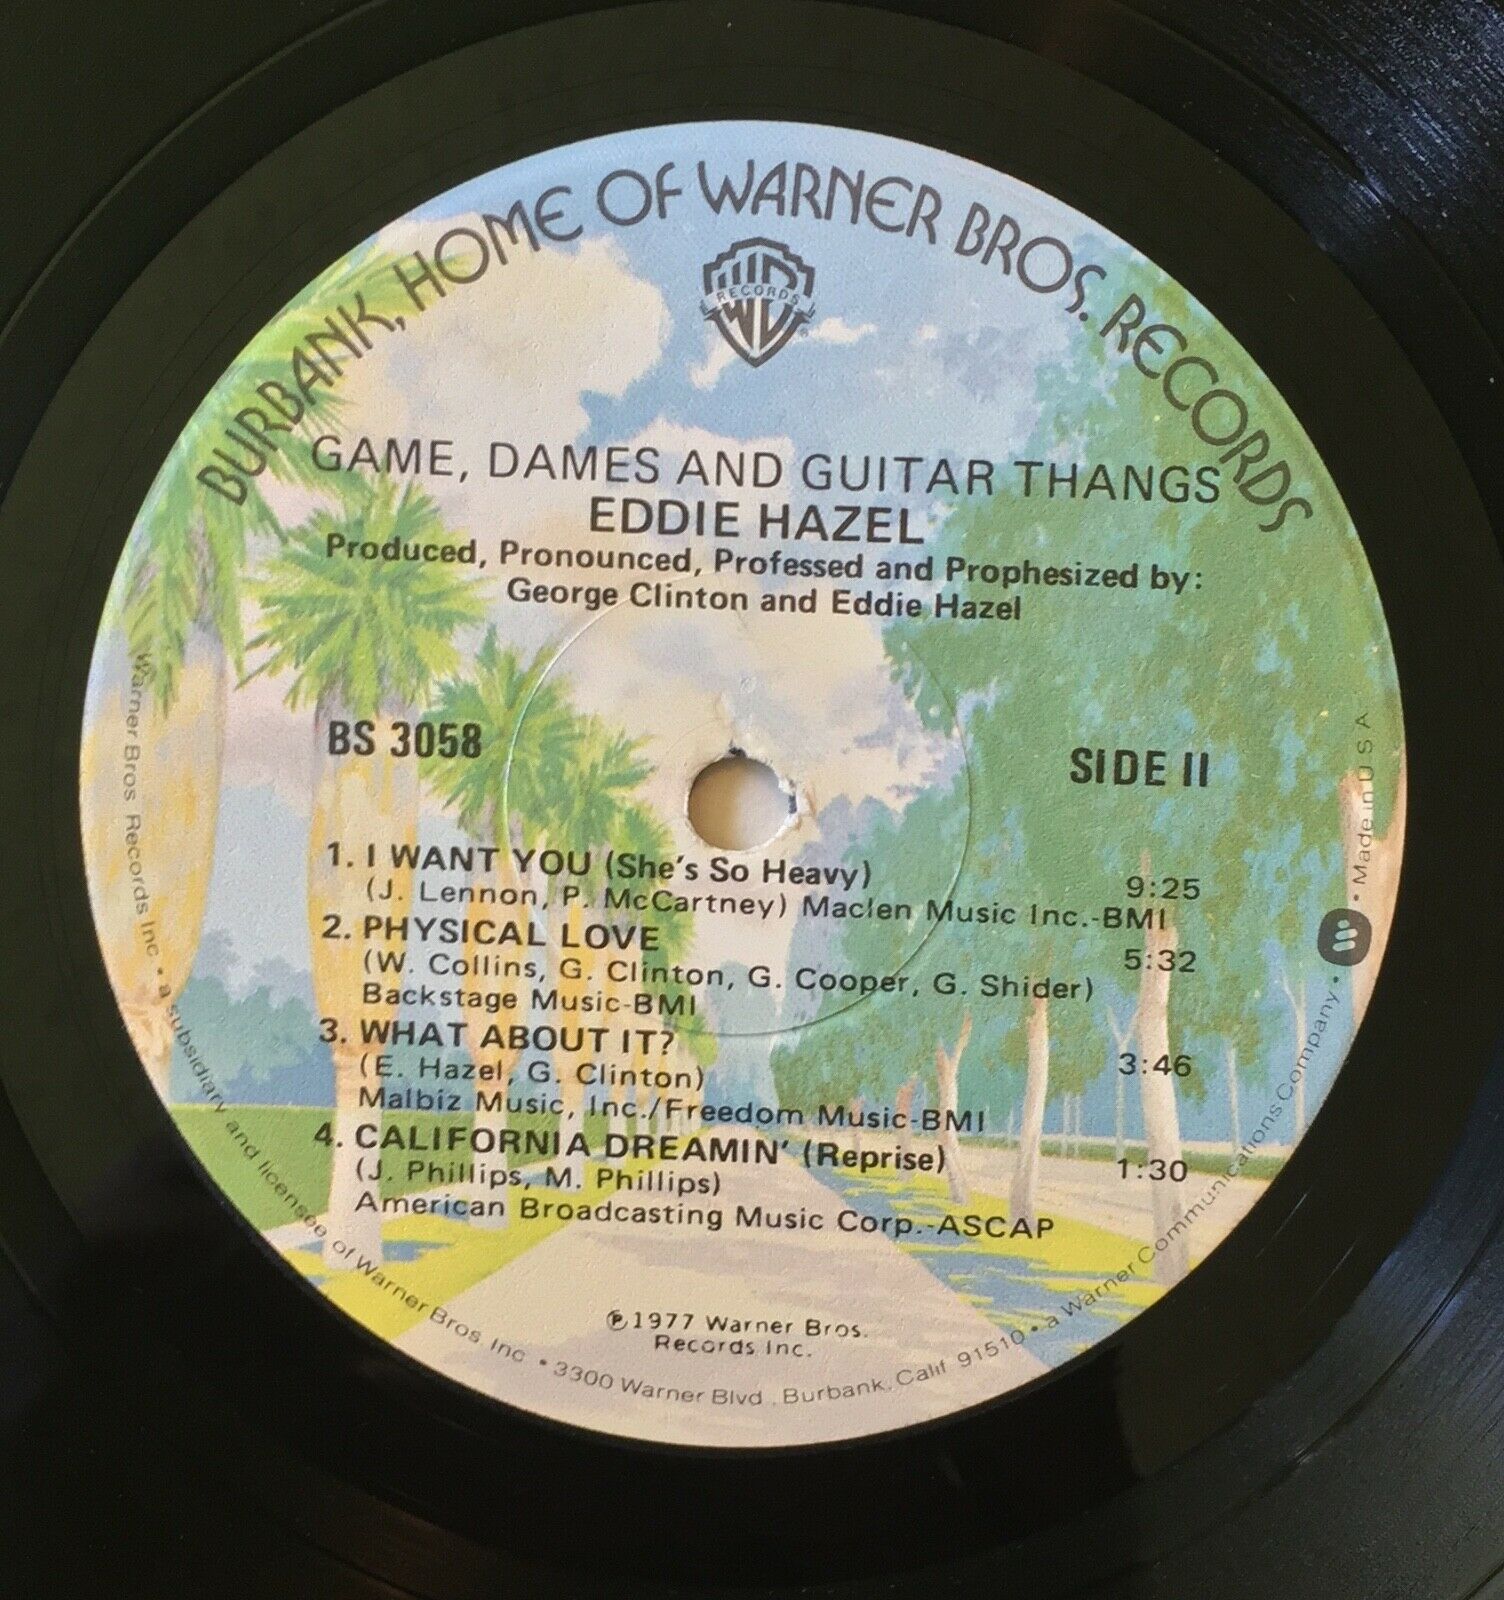 BURBANK, HOME OF WARNER BROS. RECORDS
WB
RECORDS
GAME, DAMES AND GUITAR THANGS
EDDIE HAZEL
Produced, Pronounced, Professed and Prophesized by:
George Clinton and Eddie Hazel
BS 3058
SIDE II
1. I WANT YOU (She's So Heavy) 9:25
(J. Lennon, P. McCartney) Maclen Music Inc.-BMI
2. PHYSICAL LOVE 5:32
(W. Collins, G. Clinton, G. Cooper, G. Shider)
Backstage Music-BMI
3. WHAT ABOUT IT? 3:46
(E. Hazel, G. Clinton)
Malbiz Music, Inc./Freedom Music-BMI
4. CALIFORNIA DREAMIN' (Reprise) 1:30
(J. Phillips, M. Phillips)
American Broadcasting Music Corp.-ASCAP
℗1977 Warner Bros.
Records Inc.
Warner Bros Records Inc • a subsidiary and licensee of Warner Bros. Inc • 3300 Warner Blvd., Burbank, Calif 91510 • a Warner Communications Company • Made in U S A